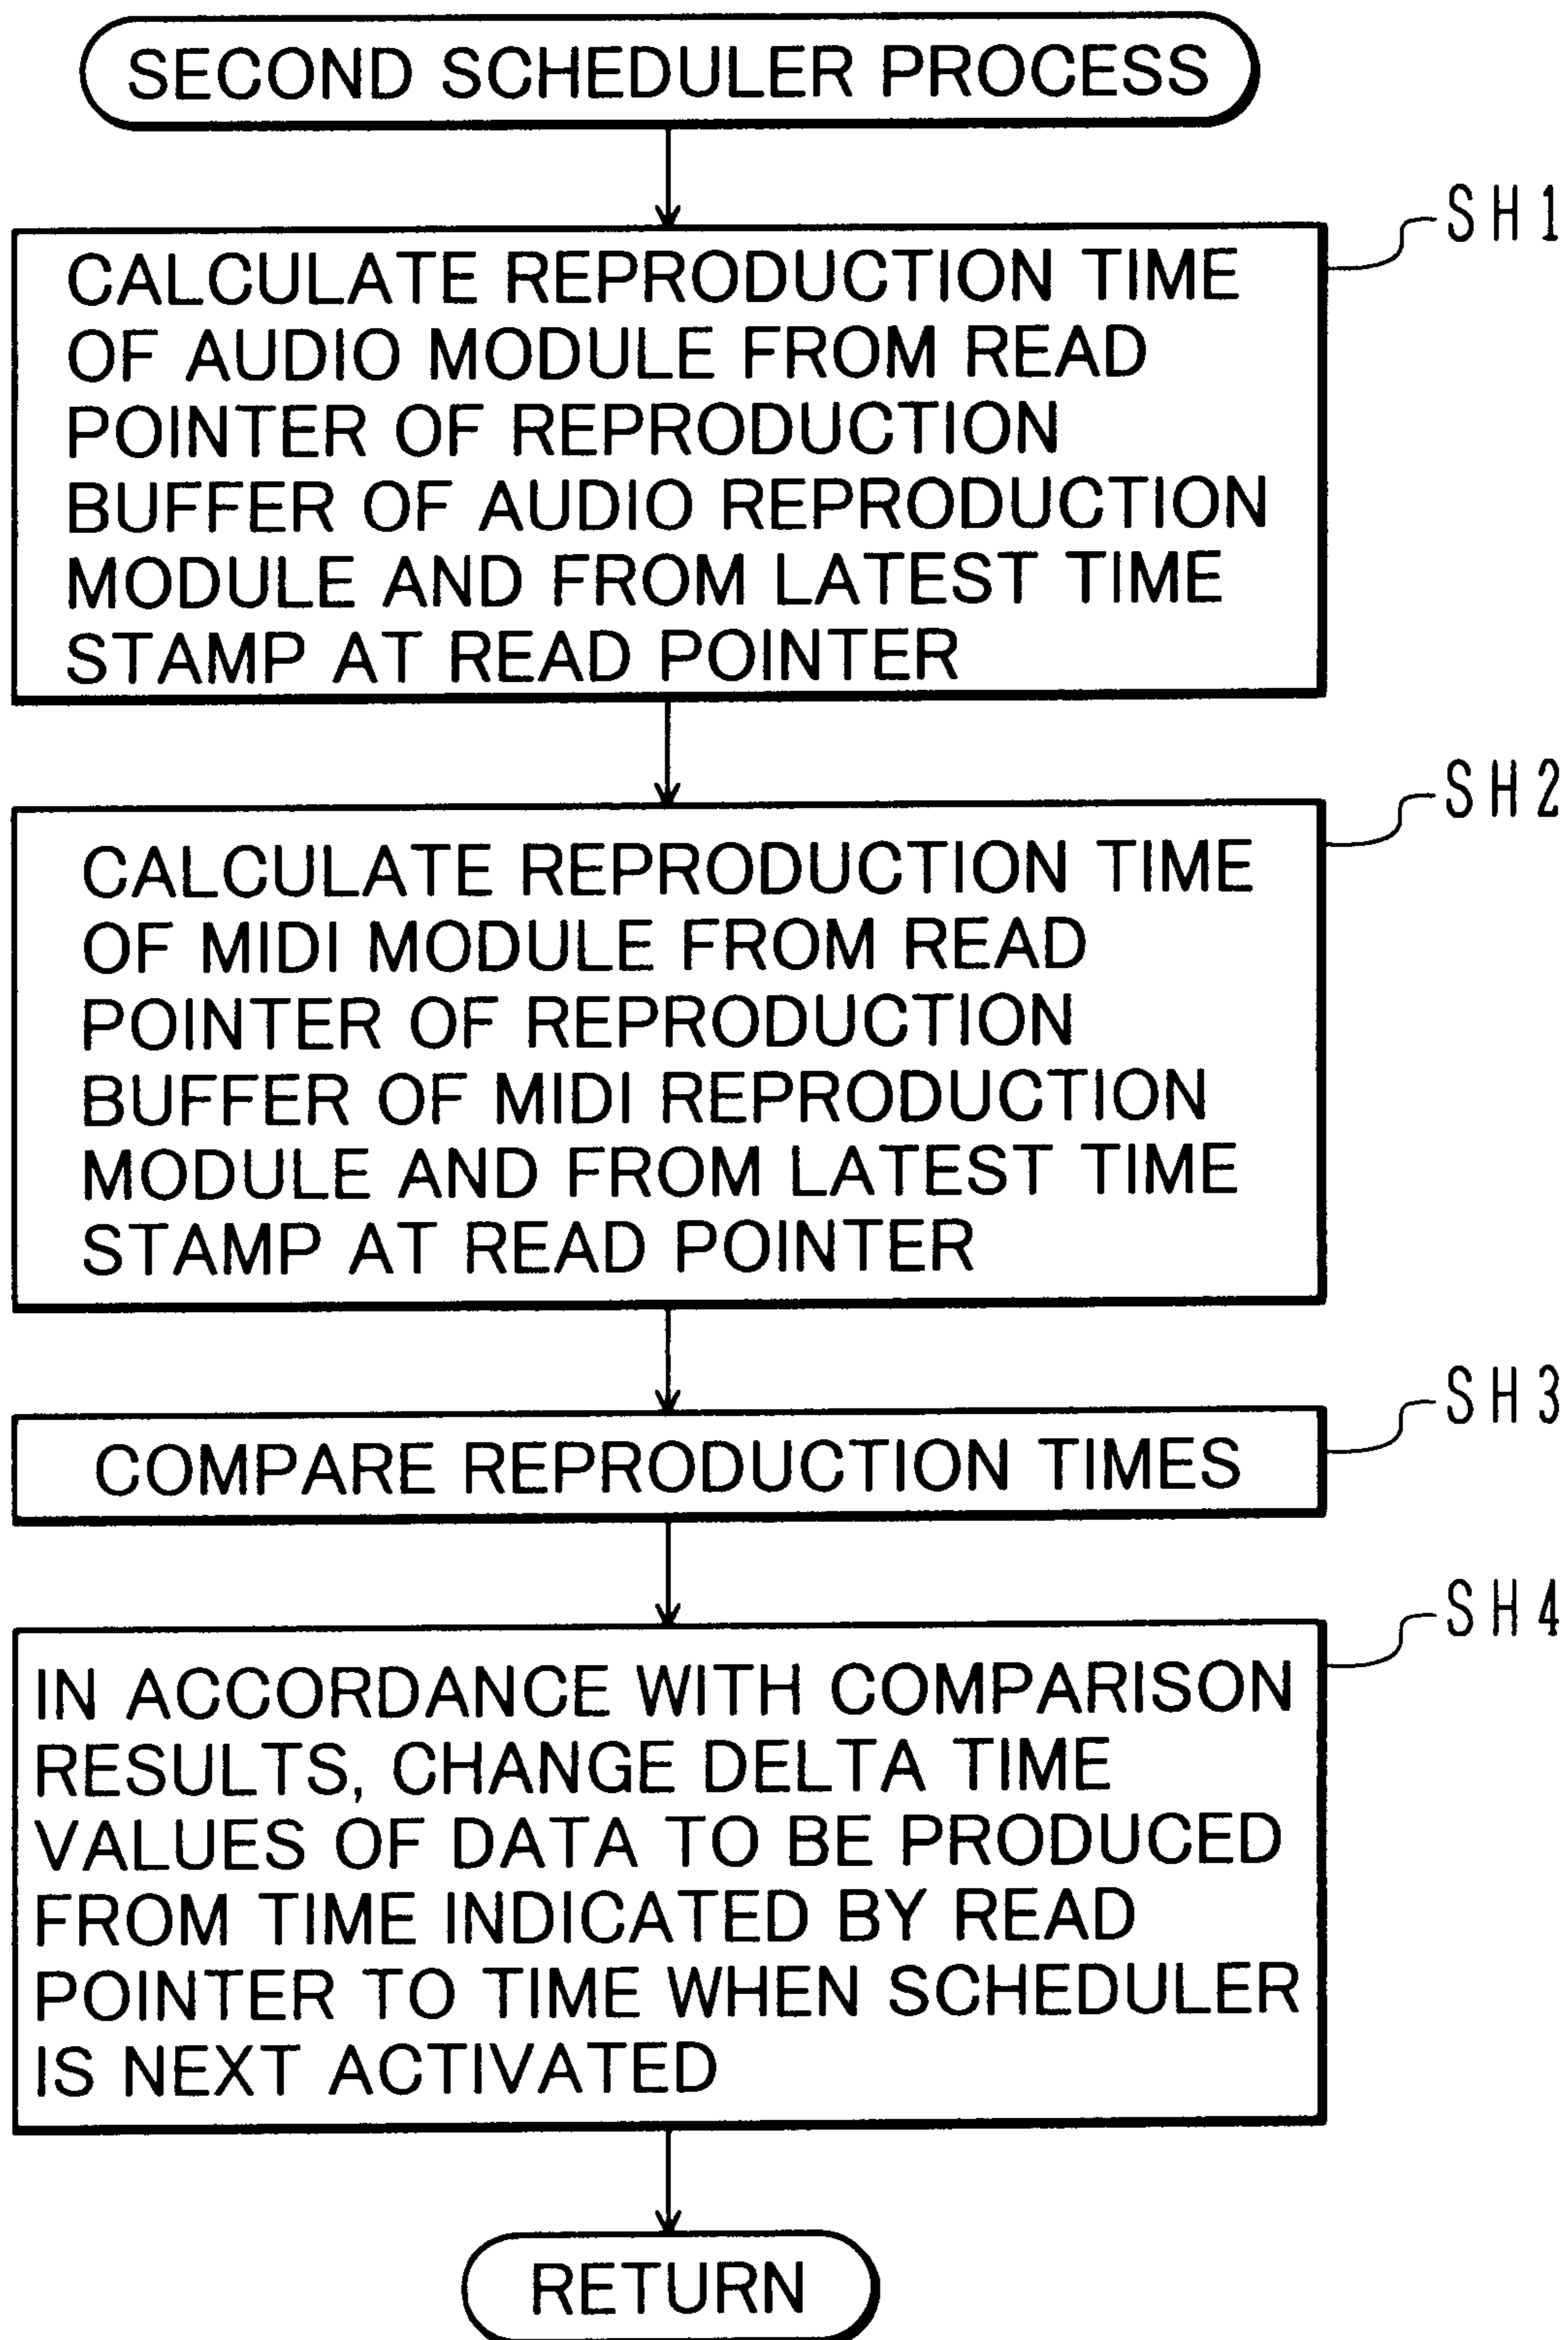 SECOND SCHEDULER PROCESS
SH1
CALCULATE REPRODUCTION TIME
OF AUDIO MODULE FROM READ
POINTER OF REPRODUCTION
BUFFER OF AUDIO REPRODUCTION
MODULE AND FROM LATEST TIME
STAMP AT READ POINTER
SH2
CALCULATE REPRODUCTION TIME
OF MIDI MODULE FROM READ
POINTER OF REPRODUCTION
BUFFER OF MIDI REPRODUCTION
MODULE AND FROM LATEST TIME
STAMP AT READ POINTER
SH3
COMPARE REPRODUCTION TIMES
SH4
IN ACCORDANCE WITH COMPARISON
RESULTS, CHANGE DELTA TIME
VALUES OF DATA TO BE PRODUCED
FROM TIME INDICATED BY READ
POINTER TO TIME WHEN SCHEDULER
IS NEXT ACTIVATED
RETURN